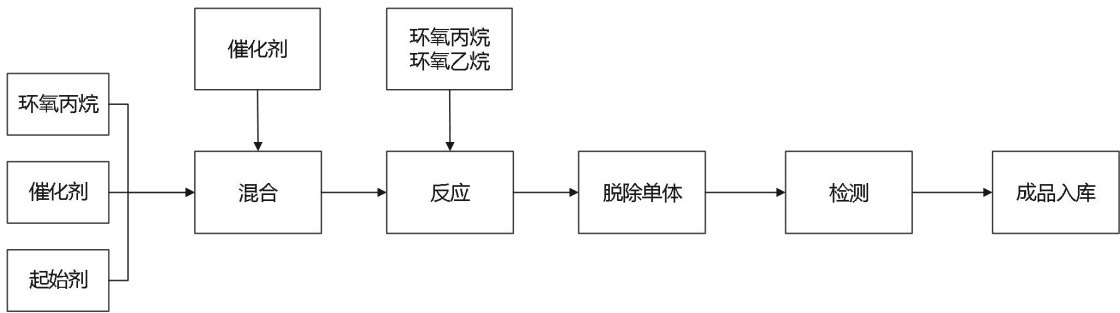 环氧丙烷
催化剂
起始剂
催化剂
环氧丙烷
环氧乙烷
混合
反应
脱除单体
检测
成品入库